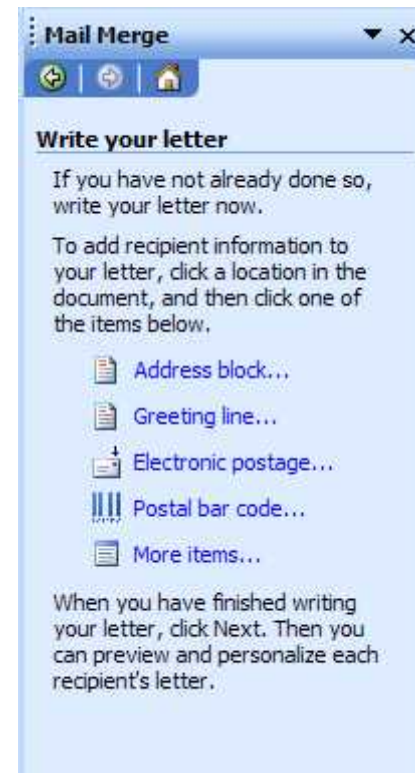 Mail Merge
Write your letter
If you have not already done so,
write your letter now.
To add recipient information to
your letter, click a location in the
document, and then click one of
the items below.
Address block...
Greeting line...
Electronic postage...
Postal bar code...
More items...
When you have finished writing
your letter, click Next. Then you
can preview and personalize each
recipient's letter.